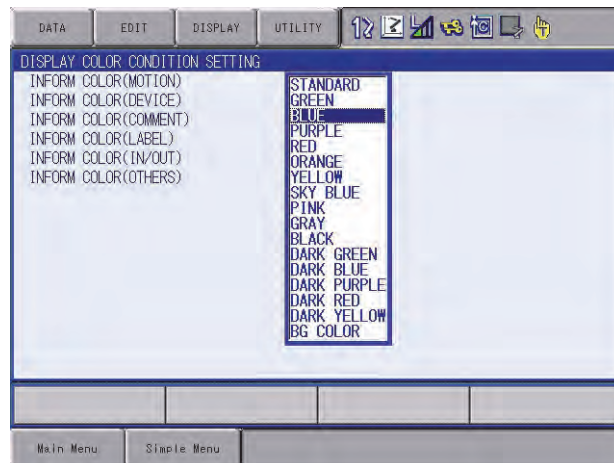 DATA EDIT DISPLAY UTILITY
DISPLAY COLOR CONDITION SETTING
INFORM COLOR(MOTION)
INFORM COLOR(DEVICE)
INFORM COLOR(COMMENT)
INFORM COLOR(LABEL)
INFORM COLOR(IN/OUT)
INFORM COLOR(OTHERS)
STANDARD
GREEN
BLUE
PURPLE
RED
ORANGE
YELLOW
SKY BLUE
PINK
GRAY
BLACK
DARK GREEN
DARK BLUE
DARK PURPLE
DARK RED
DARK YELLOW
BG COLOR
Main Menu Simple Menu